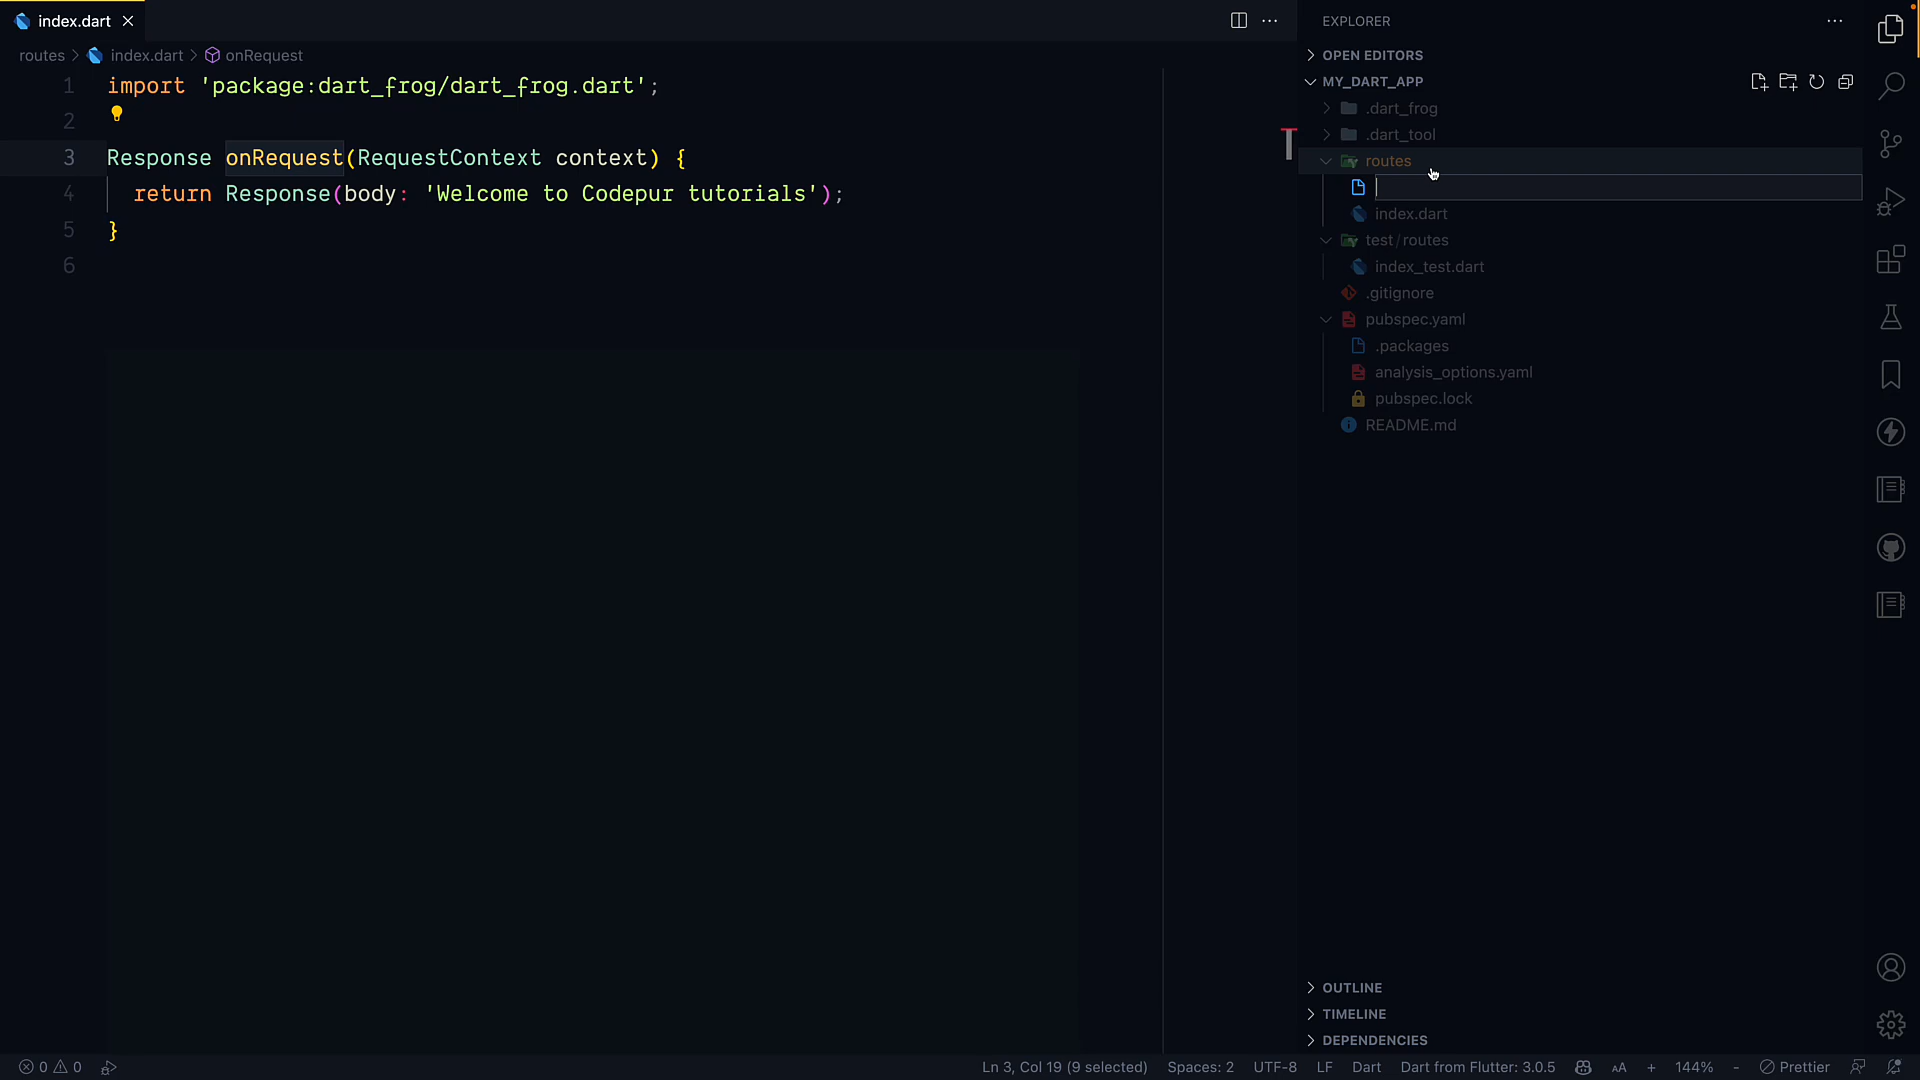 index.dart
routes > index.dart > onRequest
1 import 'package:dart_frog/dart_frog.dart';
2
3 Response onRequest(RequestContext context) {
4 return Response(body: 'Welcome to Codepur tutorials');
5 }
6
EXPLORER
OPEN EDITORS
MY_DART_APP
.dart_frog
.dart_tool
routes
index.dart
test/routes
index_test.dart
.gitignore
pubspec.yaml
.packages
analysis_options.yaml
pubspec.lock
README.md
OUTLINE
TIMELINE
DEPENDENCIES
0 0 Ln 3, Col 19 (9 selected) Spaces: 2 UTF-8 LF Dart Dart from Flutter: 3.0.5 AA + 144% - Prettier